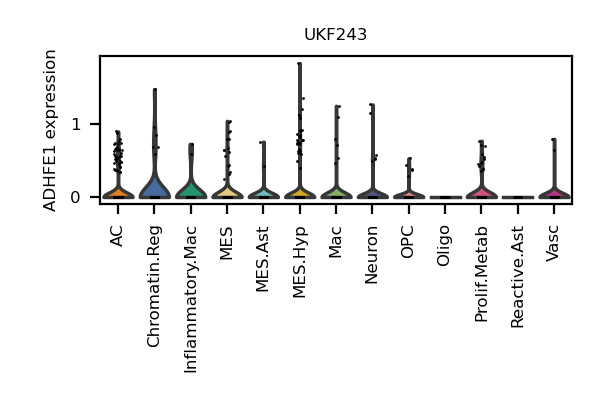 UKF243
ADHFE1 expression
1
0
AC
Chromatin.Reg
Inflammatory.Mac
MES
MES.Ast
MES.Hyp
Mac
Neuron
OPC
Oligo
Prolif.Metab
Reactive.Ast
Vasc